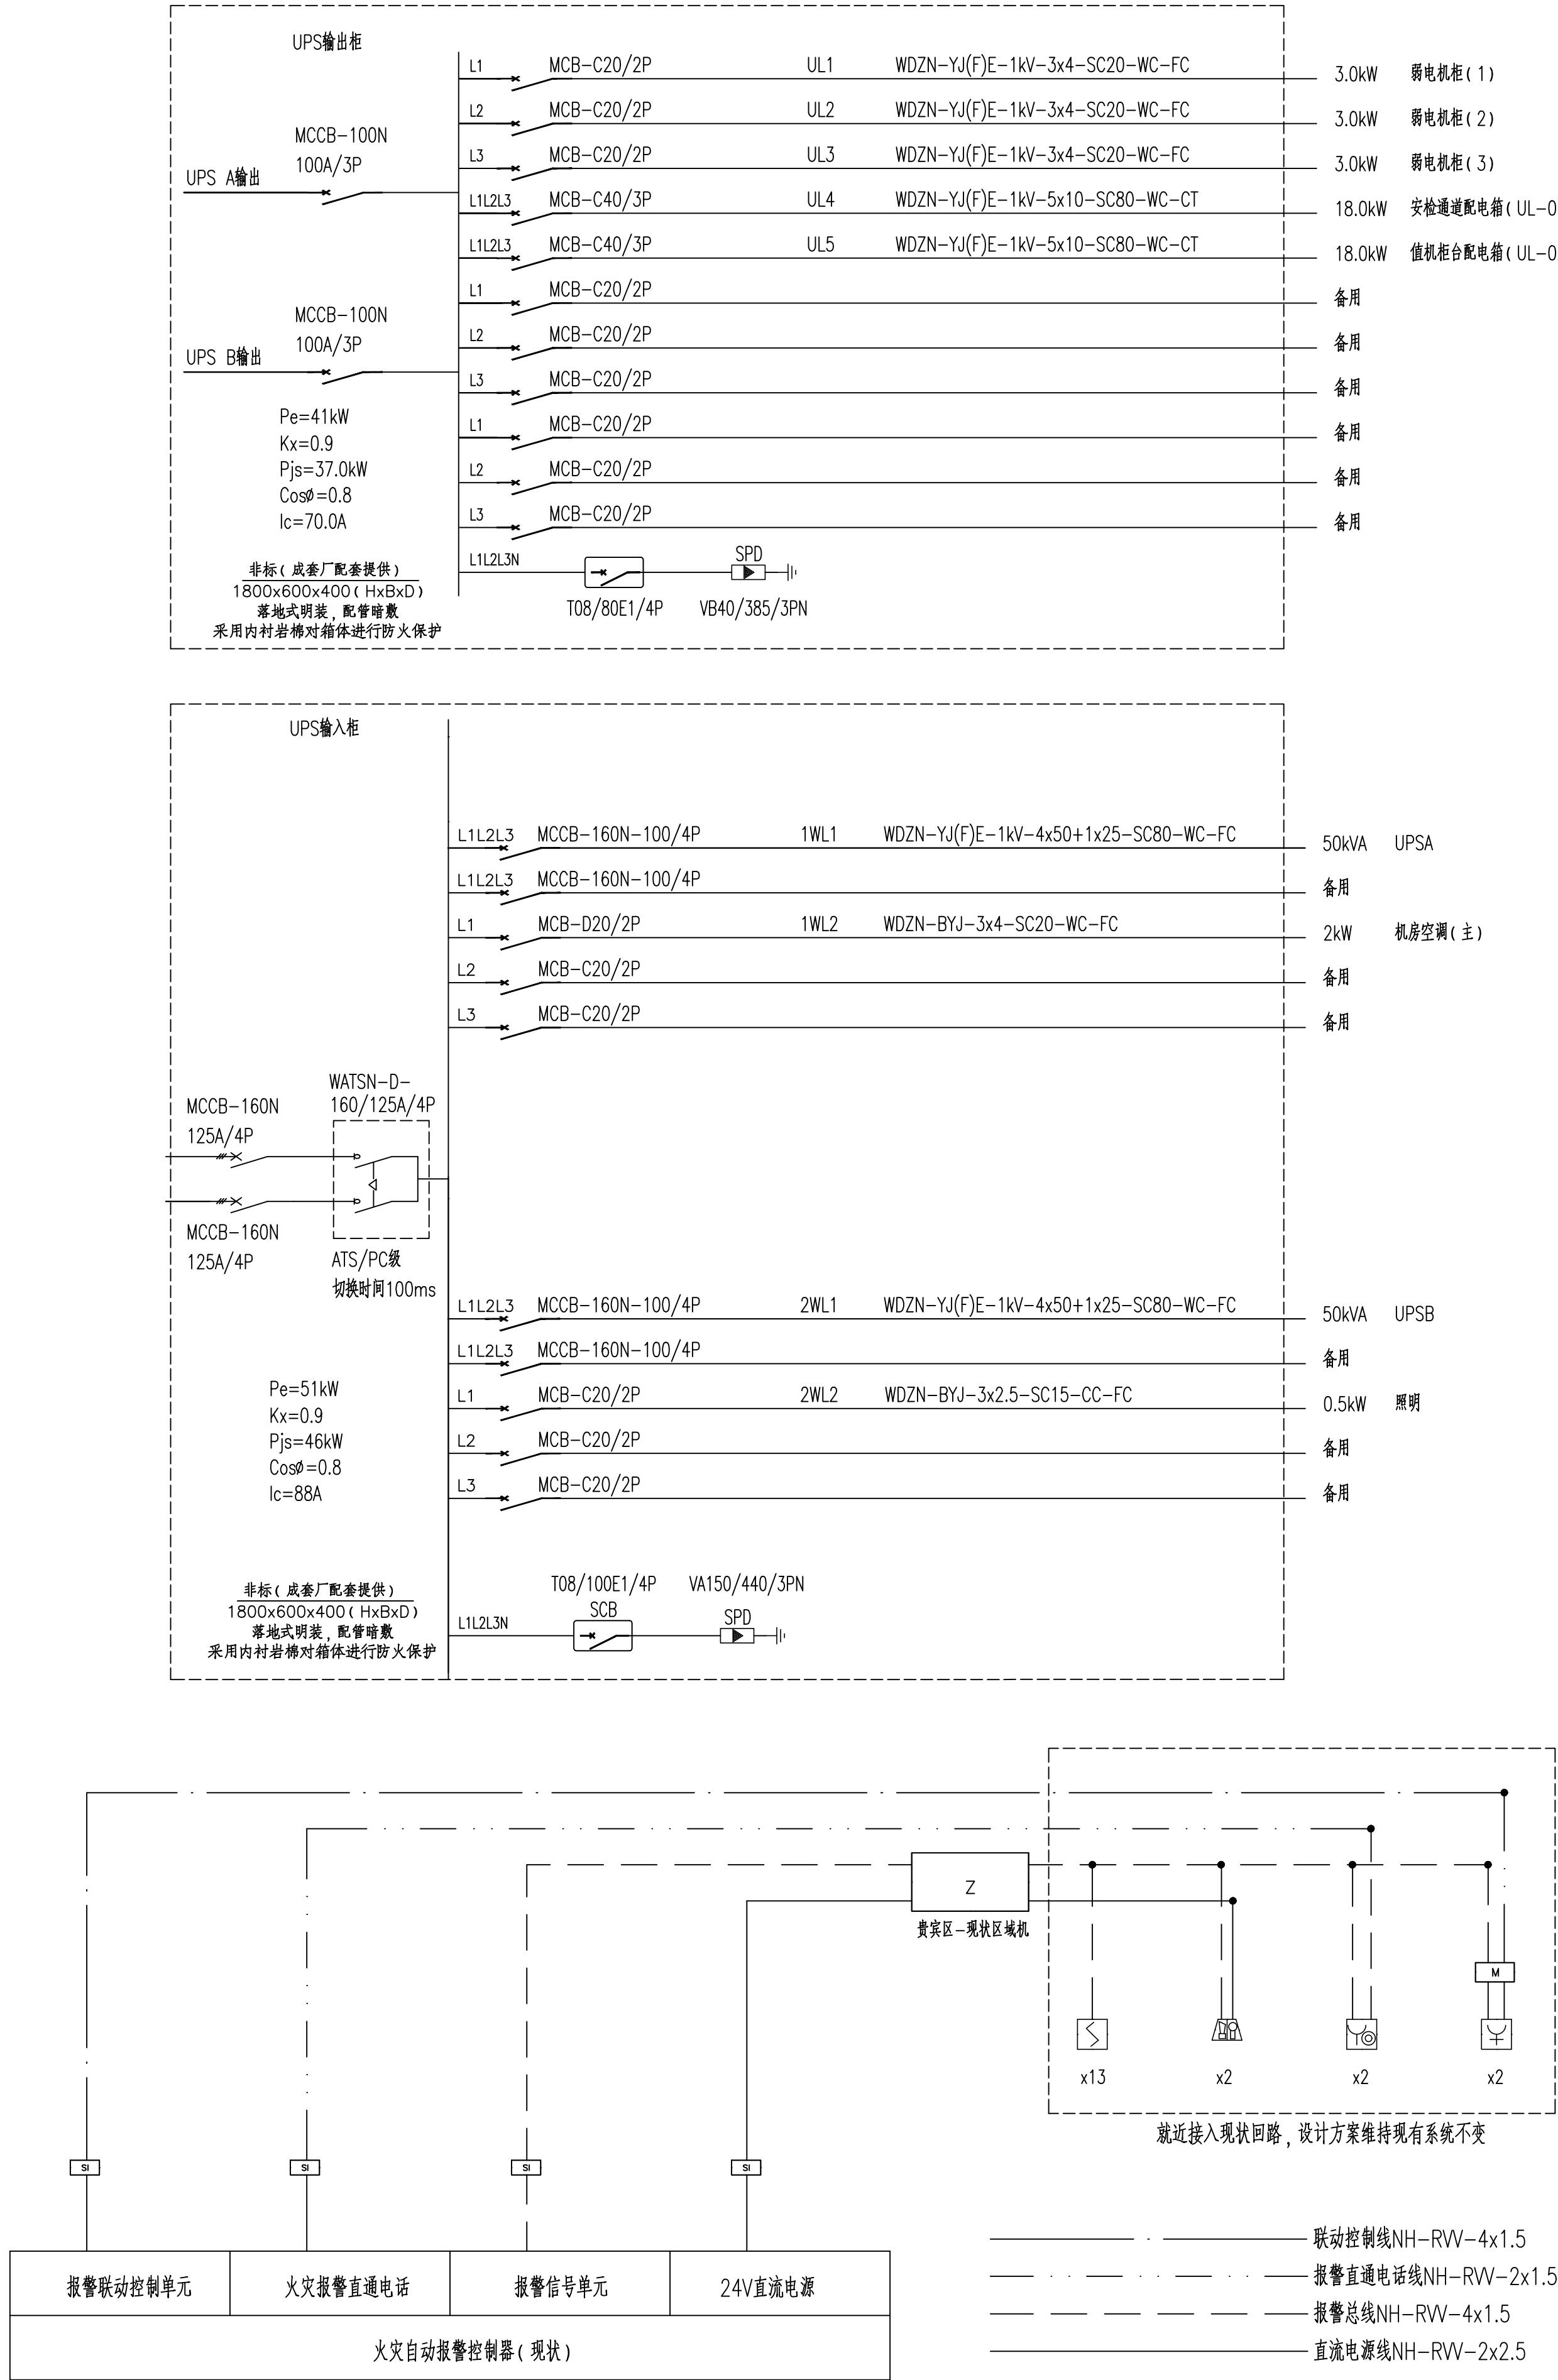 UPS输出柜
L1 MCB-C20/2P UL1 WDZN-YJ(F)E-1kV-3x4-SC20-WC-FC 3.0kW 弱电机柜(1)
L2 MCB-C20/2P UL2 WDZN-YJ(F)E-1kV-3x4-SC20-WC-FC 3.0kW 弱电机柜(2)
MCCB-100N
100A/3P
L3 MCB-C20/2P UL3 WDZN-YJ(F)E-1kV-3x4-SC20-WC-FC 3.0kW 弱电机柜(3)
UPS A输出
L1L2L3 MCB-C40/3P UL4 WDZN-YJ(F)E-1kV-5x10-SC80-WC-CT 18.0kW 安检通道配电箱(UL-0
L1L2L3 MCB-C40/3P UL5 WDZN-YJ(F)E-1kV-5x10-SC80-WC-CT 18.0kW 值机柜台配电箱(UL-0
L1 MCB-C20/2P 备用
MCCB-100N
100A/3P
L2 MCB-C20/2P 备用
UPS B输出
L3 MCB-C20/2P 备用
L1 MCB-C20/2P 备用
L2 MCB-C20/2P 备用
L3 MCB-C20/2P 备用
Pe=41kW
Kx=0.9
Pjs=37.0kW
CosØ=0.8
Ic=70.0A
L1L2L3N SPD
T08/80E1/4P VB40/385/3PN
非标(成套厂配套提供)
1800x600x400(HxBxD)
落地式明装,配管暗敷
采用内衬岩棉对箱体进行防火保护
UPS输入柜
L1L2L3 MCCB-160N-100/4P 1WL1 WDZN-YJ(F)E-1kV-4x50+1x25-SC80-WC-FC 50kVA UPSA
L1L2L3 MCCB-160N-100/4P 备用
L1 MCB-D20/2P 1WL2 WDZN-BYJ-3x4-SC20-WC-FC 2kW 机房空调(主)
L2 MCB-C20/2P 备用
L3 MCB-C20/2P 备用
WATSN-D-
160/125A/4P
MCCB-160N
125A/4P
MCCB-160N
125A/4P
ATS/PC级
切换时间100ms
L1L2L3 MCCB-160N-100/4P 2WL1 WDZN-YJ(F)E-1kV-4x50+1x25-SC80-WC-FC 50kVA UPSB
L1L2L3 MCCB-160N-100/4P 备用
L1 MCB-C20/2P 2WL2 WDZN-BYJ-3x2.5-SC15-CC-FC 0.5kW 照明
L2 MCB-C20/2P 备用
L3 MCB-C20/2P 备用
Pe=51kW
Kx=0.9
Pjs=46kW
CosØ=0.8
Ic=88A
T08/100E1/4P VA150/440/3PN
SCB SPD
L1L2L3N
非标(成套厂配套提供)
1800x600x400(HxBxD)
落地式明装,配管暗敷
采用内衬岩棉对箱体进行防火保护
Z
贵宾区-现状区域机
M
x13 x2 x2 x2
就近接入现状回路,设计方案维持现有系统不变
SI SI SI SI
报警联动控制单元 火灾报警直通电话 报警信号单元 24V直流电源
火灾自动报警控制器(现状)
联动控制线NH-RVV-4x1.5
报警直通电话线NH-RVV-2x1.5
报警总线NH-RVV-4x1.5
直流电源线NH-RVV-2x2.5